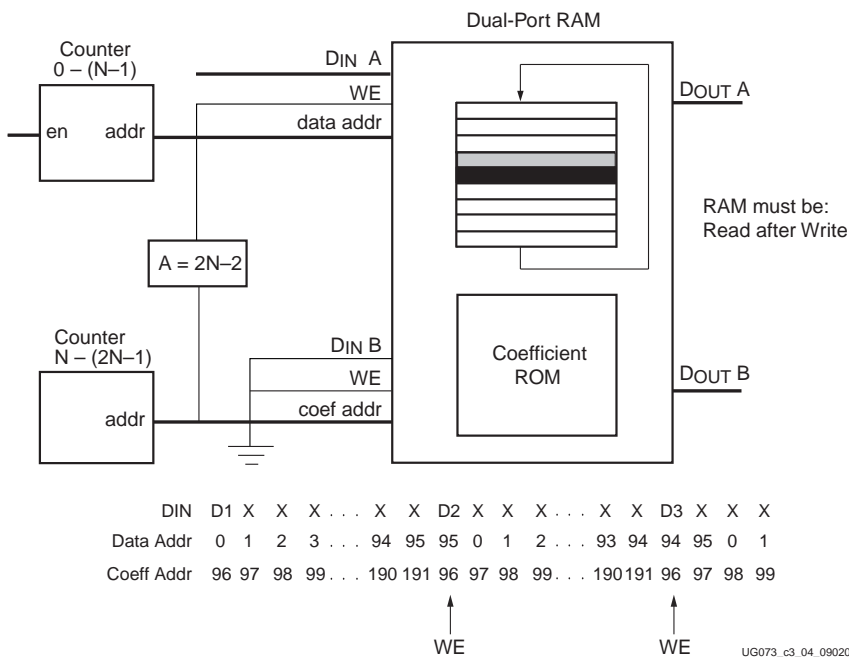 Dual-Port RAM
Counter
0 – (N–1)
DIN A
WE
DOUT A
en addr
data addr
RAM must be:
Read after Write
A = 2N–2
Counter
N – (2N–1)
DIN B
WE
Coefficient
ROM
DOUT B
addr
coef addr
DIN D1 X X X . . . X X D2 X X X . . . X X D3 X X X
Data Addr 0 1 2 3 . . . 94 95 95 0 1 2 . . . 93 94 94 95 0 1
Coeff Addr 96 97 98 99 . . . 190 191 96 97 98 99 . . . 190 191 96 97 98 99
WE WE
UG073_c3_04_09020